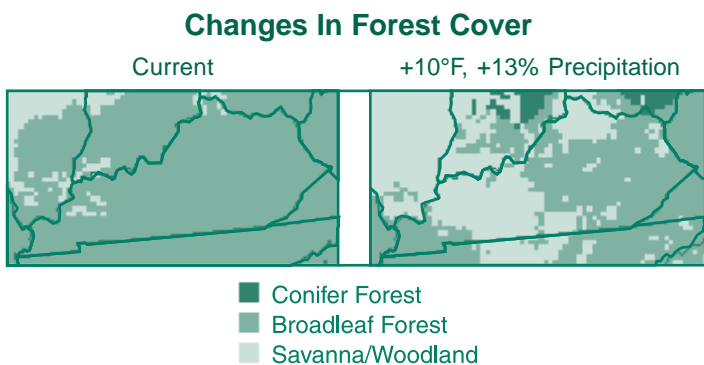 Changes In Forest Cover
Current
+10°F, +13% Precipitation
Conifer Forest
Broadleaf Forest
Savanna/Woodland